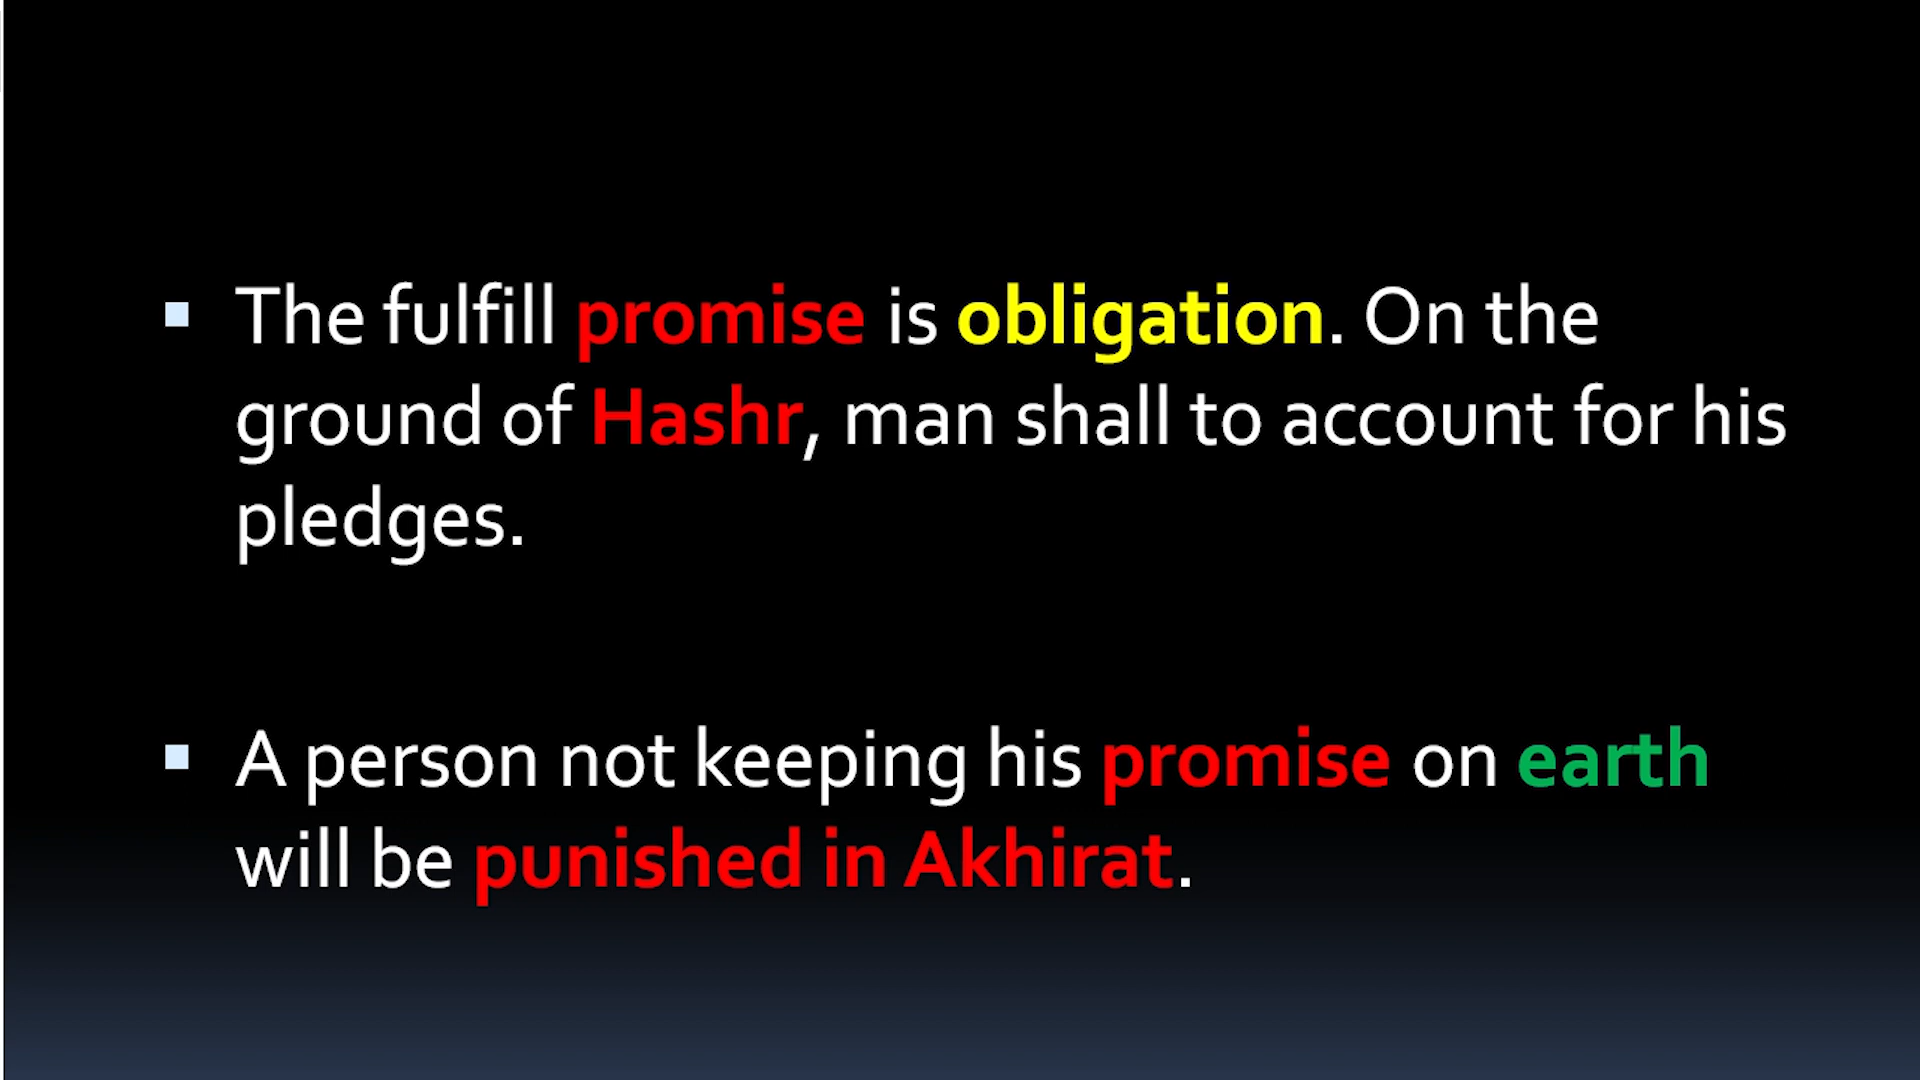 The fulfill promise is obligation. On the
ground of Hashr, man shall to account for his
pledges.
A person not keeping his promise on earth
will be punished in Akhirat.